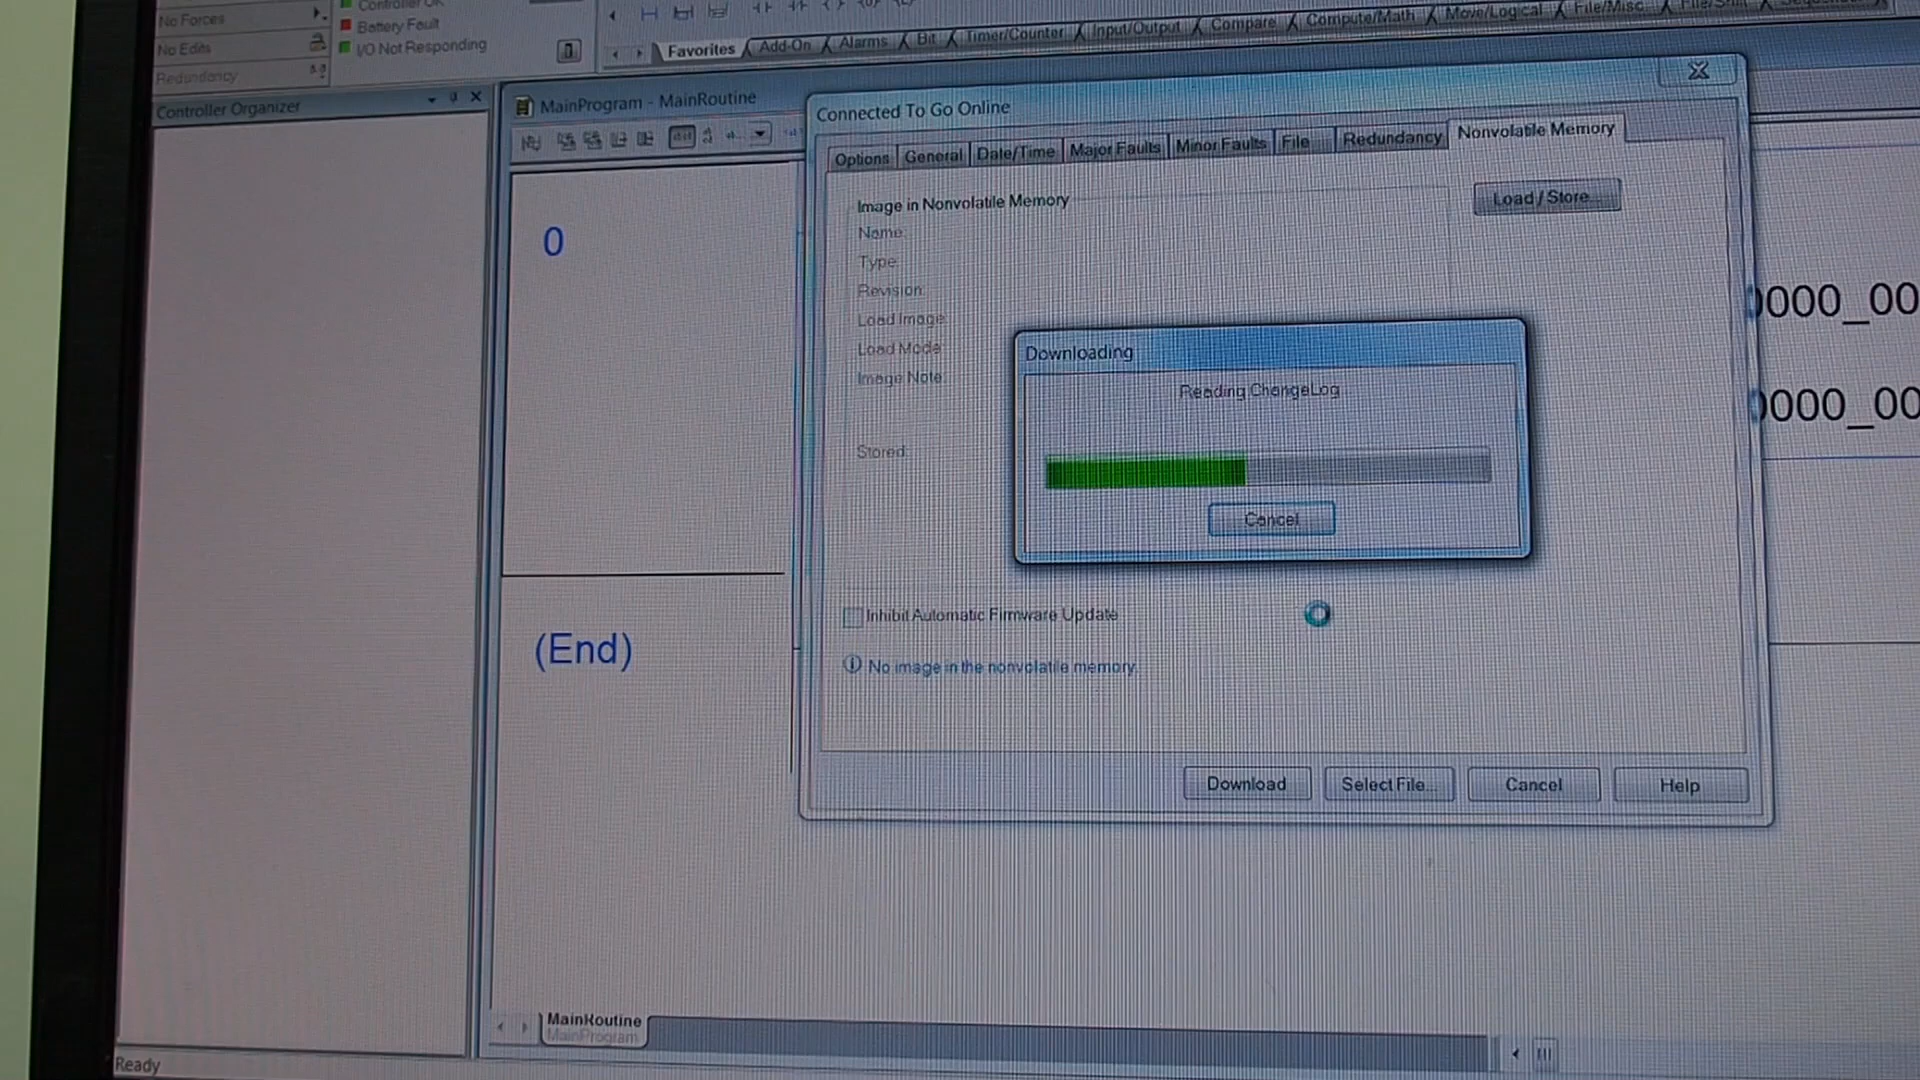 No Forces
No Edits
Redundancy
Controller OK
Battery Fault
I/O Not Responding
Favorites
Add-On
Alarms
Bit
Timer/Counter
Input/Output
Compare
Compute/Math
Move/Logical
File/Misc.
Controller Organizer
MainProgram - MainRoutine
Connected To Go Online
Options
General
Date/Time
Major Faults
Minor Faults
File
Redundancy
Nonvolatile Memory
Image in Nonvolatile Memory
Load / Store...
Name:
Type:
Revision:
Load Image:
Load Mode:
Image Note:
Stored:
0
(End)
0000_00
0000_00
Downloading
Reading ChangeLog
Cancel
Inhibit Automatic Firmware Update
No image in the nonvolatile memory.
Download
Select File...
Cancel
Help
MainRoutine
MainProgram
Ready